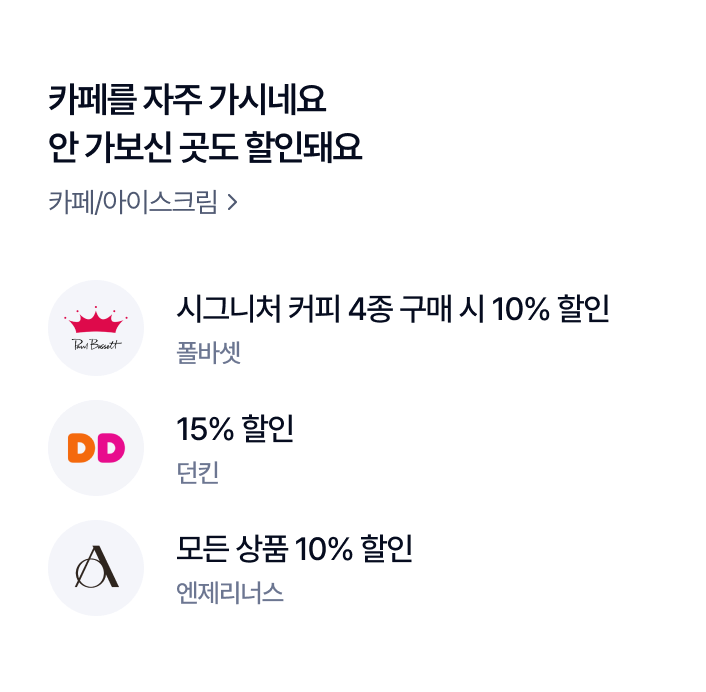 카페를 자주 가시네요
안 가보신 곳도 할인돼요
카페/아이스크림 >
시그니처 커피 4종 구매 시 10% 할인
Paul Bassett
폴바셋
15% 할인
DD
던킨
모든 상품 10% 할인
A
엔제리너스